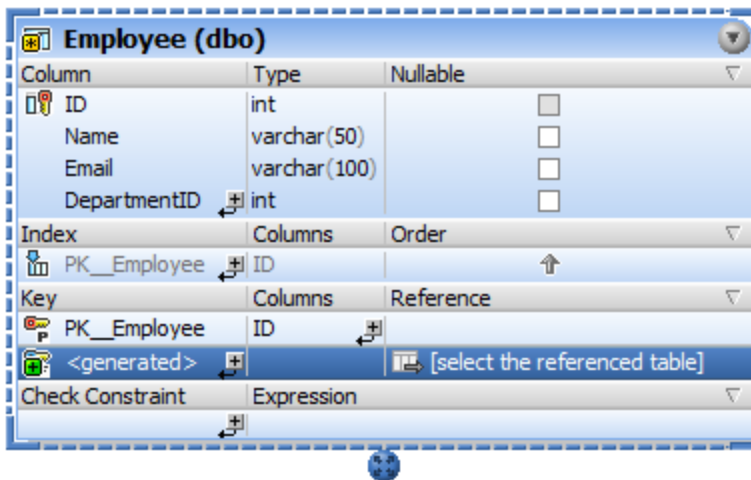 Employee (dbo)
Column Type Nullable
ID int
Name varchar(50)
Email varchar(100)
DepartmentID int
Index Columns Order
PK__Employee ID
Key Columns Reference
PK__Employee ID
<generated> [select the referenced table]
Check Constraint Expression